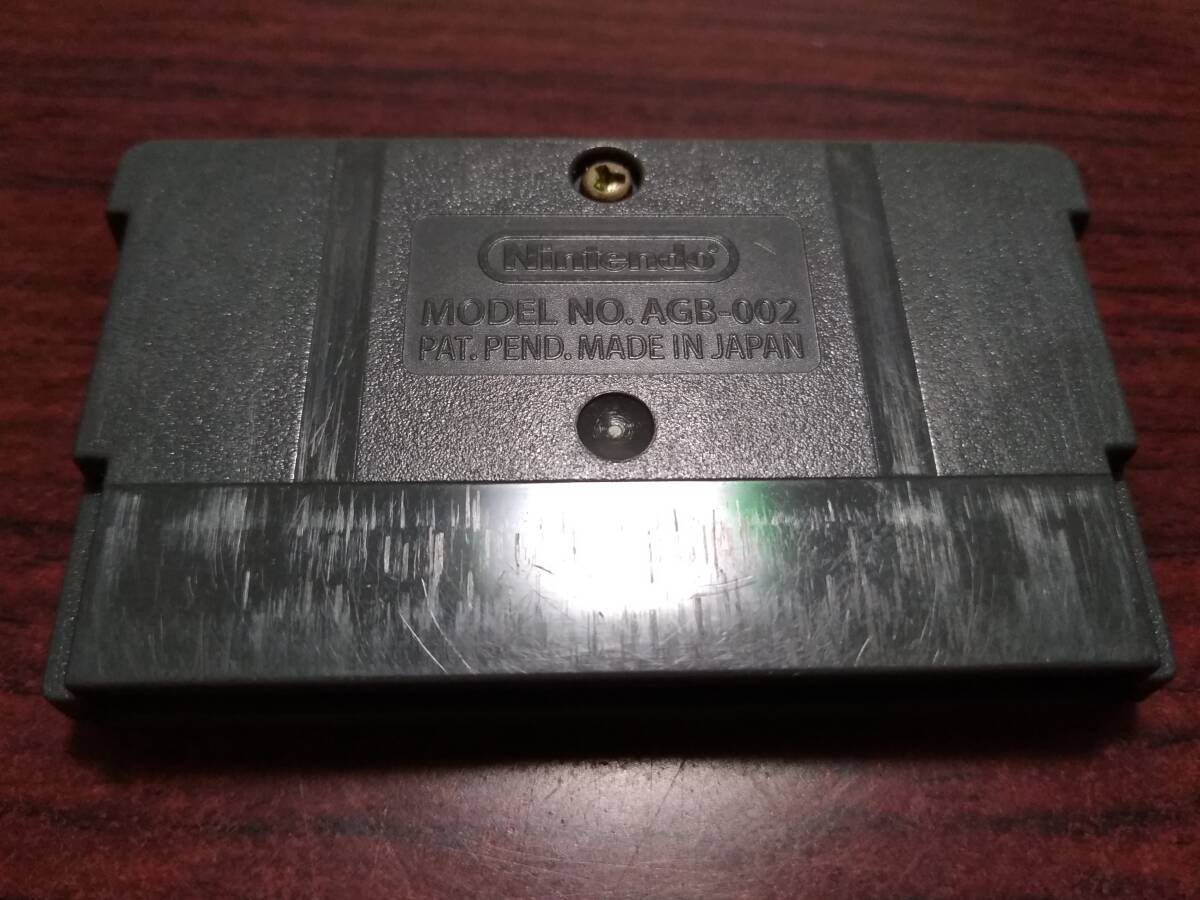 Nintendo®
MODEL NO. AGB-002
PAT. PEND. MADE IN JAPAN